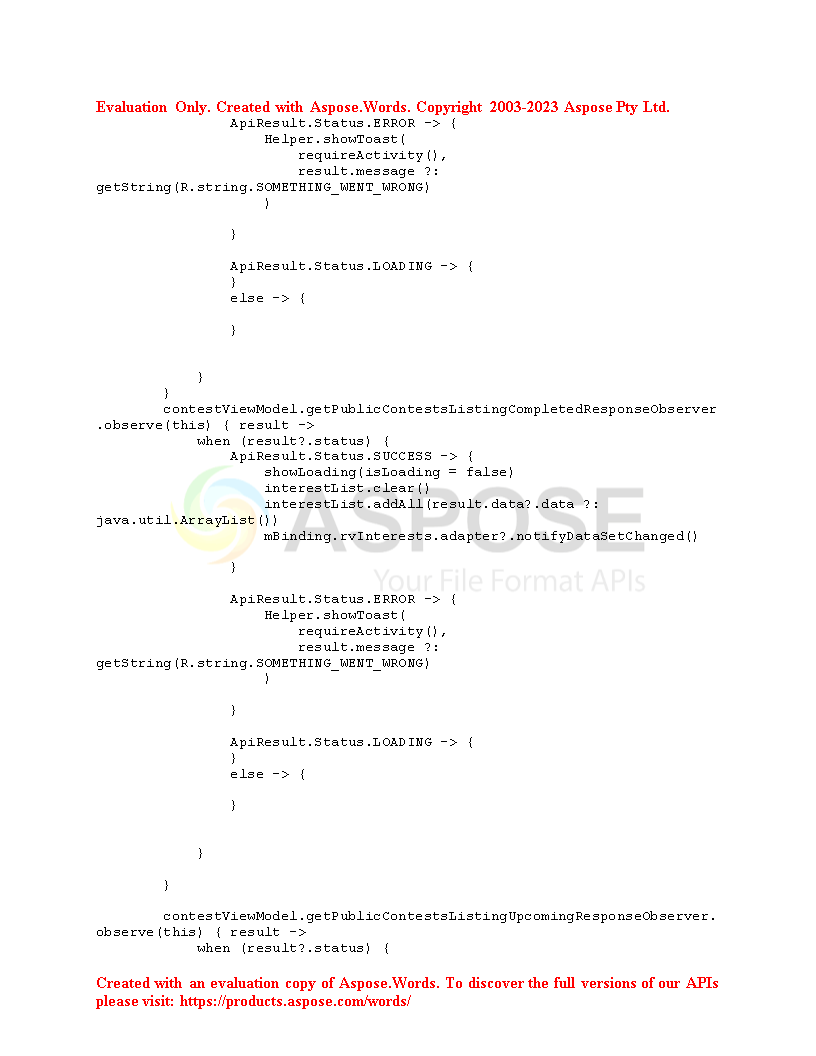 Evaluation Only. Created with Aspose.Words. Copyright 2003-2023 Aspose Pty Ltd.
ApiResult.Status.ERROR -> {
Helper.showToast(
requireActivity(),
result.message ?:
getString(R.string.SOMETHING_WENT_WRONG)
)
}
ApiResult.Status.LOADING -> {
}
else -> {
}
}
}
contestViewModel.getPublicContestsListingCompletedResponseObserver
.observe(this) { result ->
when (result?.status) {
ApiResult.Status.SUCCESS -> {
showLoading(isLoading = false)
interestList.clear()
interestList.addAll(result.data?.data ?:
java.util.ArrayList())
mBinding.rvInterests.adapter?.notifyDataSetChanged()
ASPOSE
}
Your File Format APIs
ApiResult.Status.ERROR -> {
Helper.showToast(
requireActivity(),
result.message ?:
getString(R.string.SOMETHING_WENT_WRONG)
)
}
ApiResult.Status.LOADING -> {
}
else -> {
}
}
}
contestViewModel.getPublicContestsListingUpcomingResponseObserver.
observe(this) { result ->
when (result?.status) {
Created with an evaluation copy of Aspose.Words. To discover the full versions of our APIs
please visit: https://products.aspose.com/words/